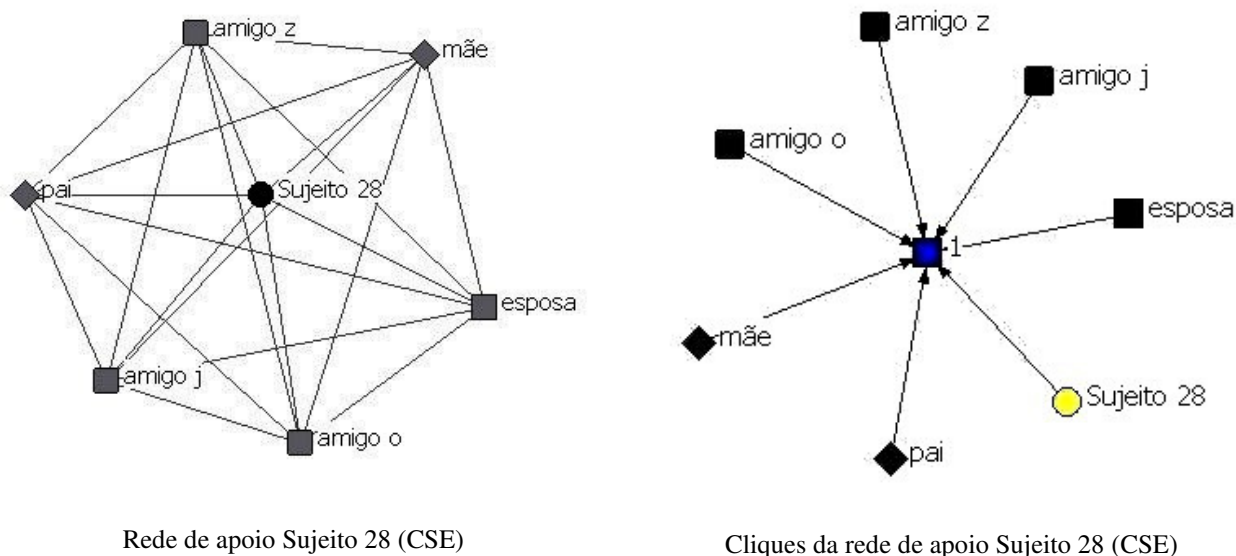 amigo z
mãe
pai
Sujeito 28
esposa
amigo j
amigo o
Rede de apoio Sujeito 28 (CSE)
amigo z
amigo j
amigo o
esposa
1
mãe
Sujeito 28
pai
Cliques da rede de apoio Sujeito 28 (CSE)